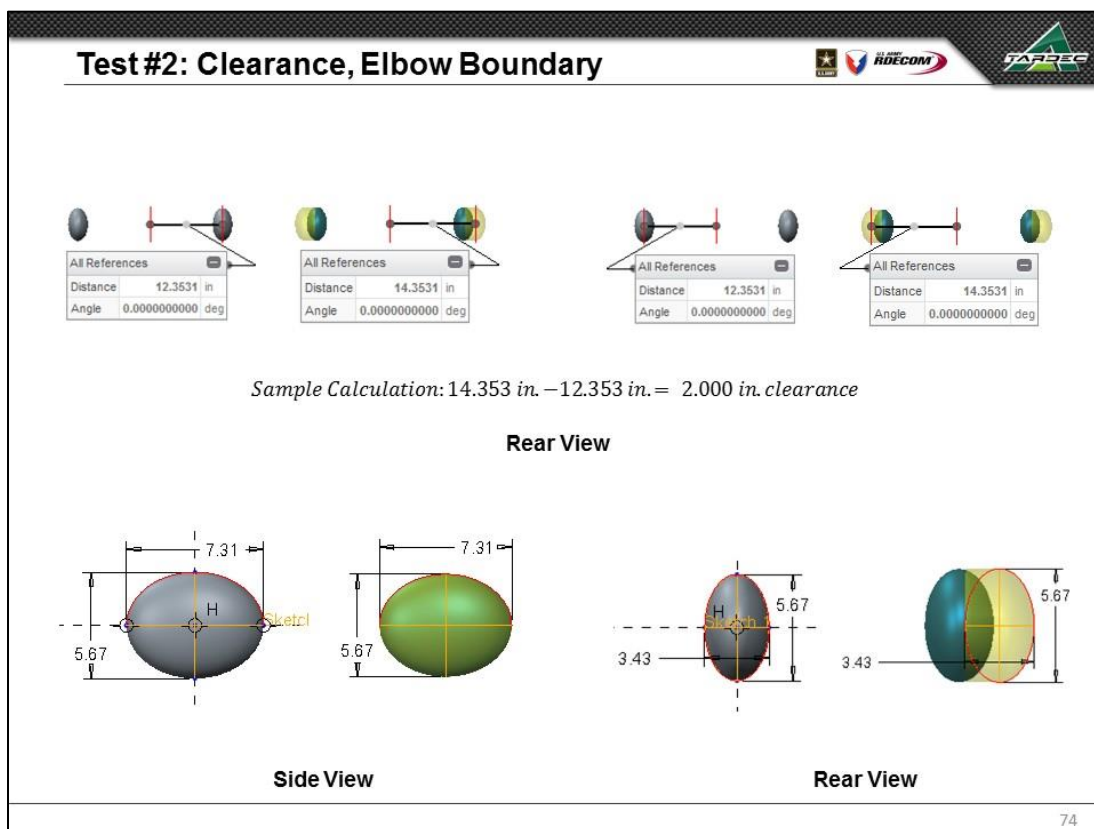 Test #2: Clearance, Elbow Boundary
U.S. ARMY
U.S. ARMY
RDECOM
TARDEC
All References
Distance 12.3531 in
Angle 0.0000000000 deg
All References
Distance 14.3531 in
Angle 0.0000000000 deg
All References
Distance 12.3531 in
Angle 0.0000000000 deg
All References
Distance 14.3531 in
Angle 0.0000000000 deg
Sample Calculation: 14.353 in. −12.353 in. = 2.000 in. clearance
Rear View
7.31
H
Sketcl
5.67
7.31
5.67
H
Sketch 1
5.67
3.43
5.67
3.43
Side View
Rear View
74